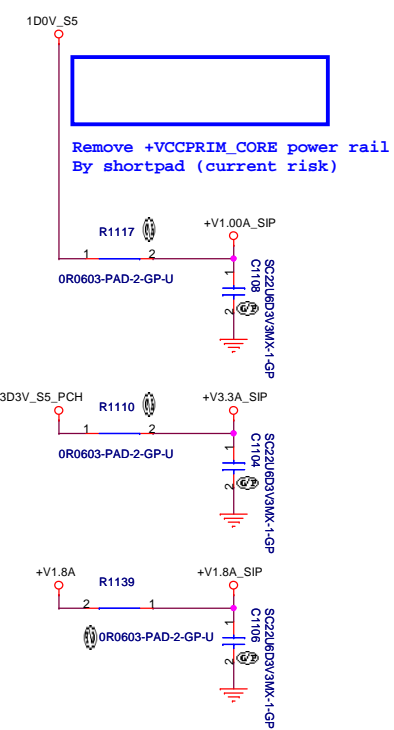 1D0V_S5
Remove +VCCPRIM_CORE power rail
By shortpad (current risk)
R1117
+V1.00A_SIP
1
2
0R0603-PAD-2-GP-U
1
2
C1108
SC22U6D3V3MX-1-GP
3D3V_S5_PCH
R1110
+V3.3A_SIP
1
2
0R0603-PAD-2-GP-U
1
2
C1104
SC22U6D3V3MX-1-GP
+V1.8A
R1139
+V1.8A_SIP
2
1
0R0603-PAD-2-GP-U
1
2
C1106
SC22U6D3V3MX-1-GP